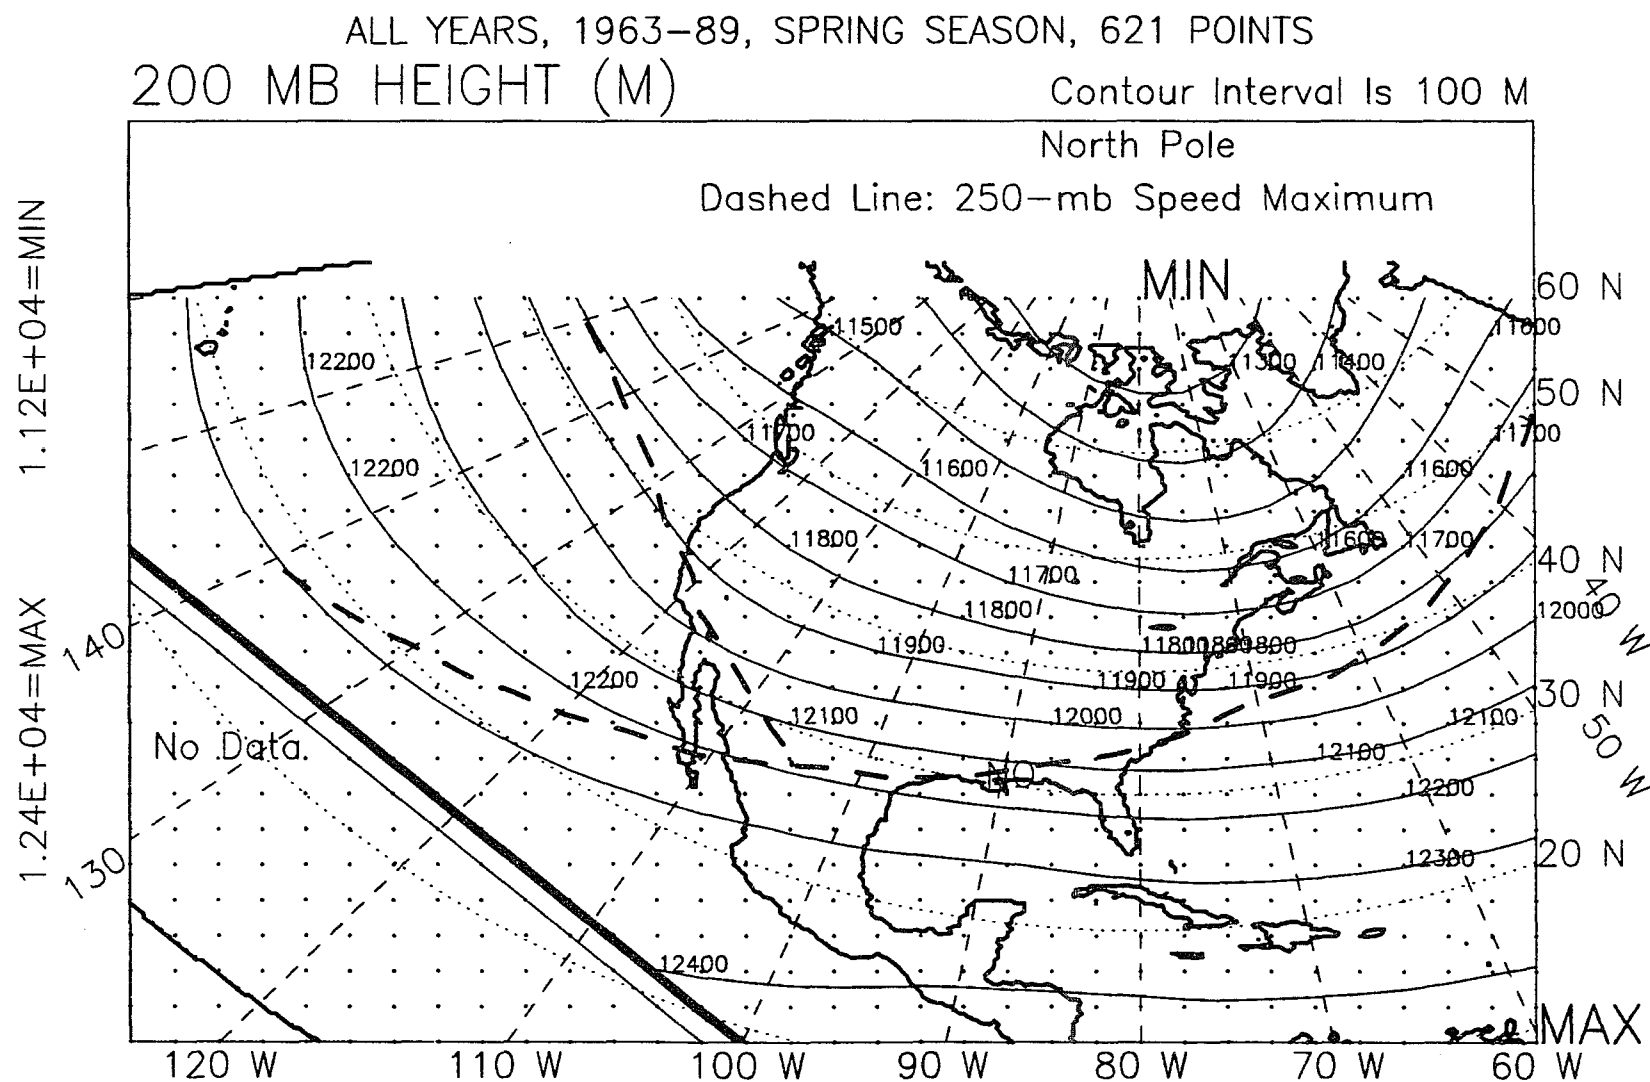 ALL YEARS, 1963-89, SPRING SEASON, 621 POINTS
200 MB HEIGHT (M)
Contour Interval Is 100 M
North Pole
Dashed Line: 250-mb Speed Maximum
1.12E+04=MIN
1.24E+04=MAX
MIN
60 N
11500
11600
12200
11300
11400
50 N
11700
11700
12200
11600
11600
11800
11600
11700
40 N
11700
11800
12000
40 W
140
11900
11800
11800
12200
11900
11900
30 N
12100
12000
12100
50 W
No Data
12100
12200
130
12300
20 N
12400
MAX
120 W
110 W
100 W
90 W
80 W
70 W
60 W